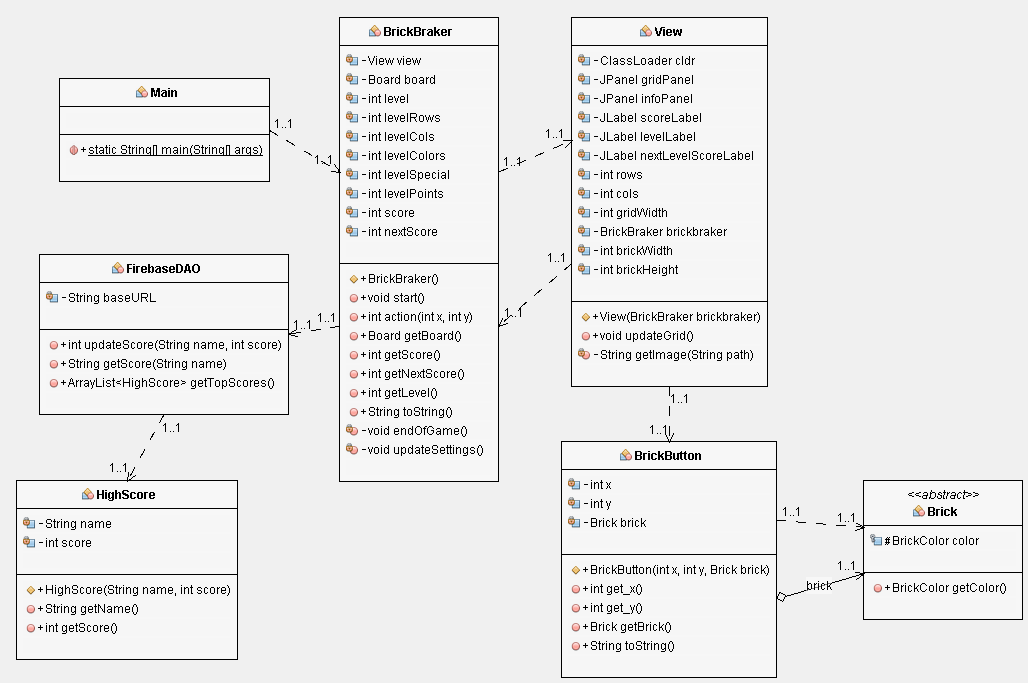 Main
+static String[] main(String[] args)
1..1
1..1
BrickBraker
-View view
-Board board
-int level
-int levelRows
-int levelCols
-int levelColors
-int levelSpecial
-int levelPoints
-int score
-int nextScore
+BrickBraker()
+void start()
+int action(int x, int y)
+Board getBoard()
+int getScore()
+int getNextScore()
+int getLevel()
+String toString()
-void endOfGame()
-void updateSettings()
1..1
1..1
1..1
1..1
View
-ClassLoader cldr
-JPanel gridPanel
-JPanel infoPanel
-JLabel scoreLabel
-JLabel levelLabel
-JLabel nextLevelScoreLabel
-int rows
-int cols
-int gridWidth
-BrickBraker brickbraker
-int brickWidth
-int brickHeight
+View(BrickBraker brickbraker)
+void updateGrid()
-String getImage(String path)
FirebaseDAO
-String baseURL
+int updateScore(String name, int score)
+String getScore(String name)
+ArrayList<HighScore> getTopScores()
1..1
1..1
1..1
1..1
HighScore
-String name
-int score
+HighScore(String name, int score)
+String getName()
+int getScore()
1..1
1..1
BrickButton
-int x
-int y
-Brick brick
+BrickButton(int x, int y, Brick brick)
+int get_x()
+int get_y()
+Brick getBrick()
+String toString()
1..1
1..1
1..1
brick
<<abstract>>
Brick
#BrickColor color
+BrickColor getColor()